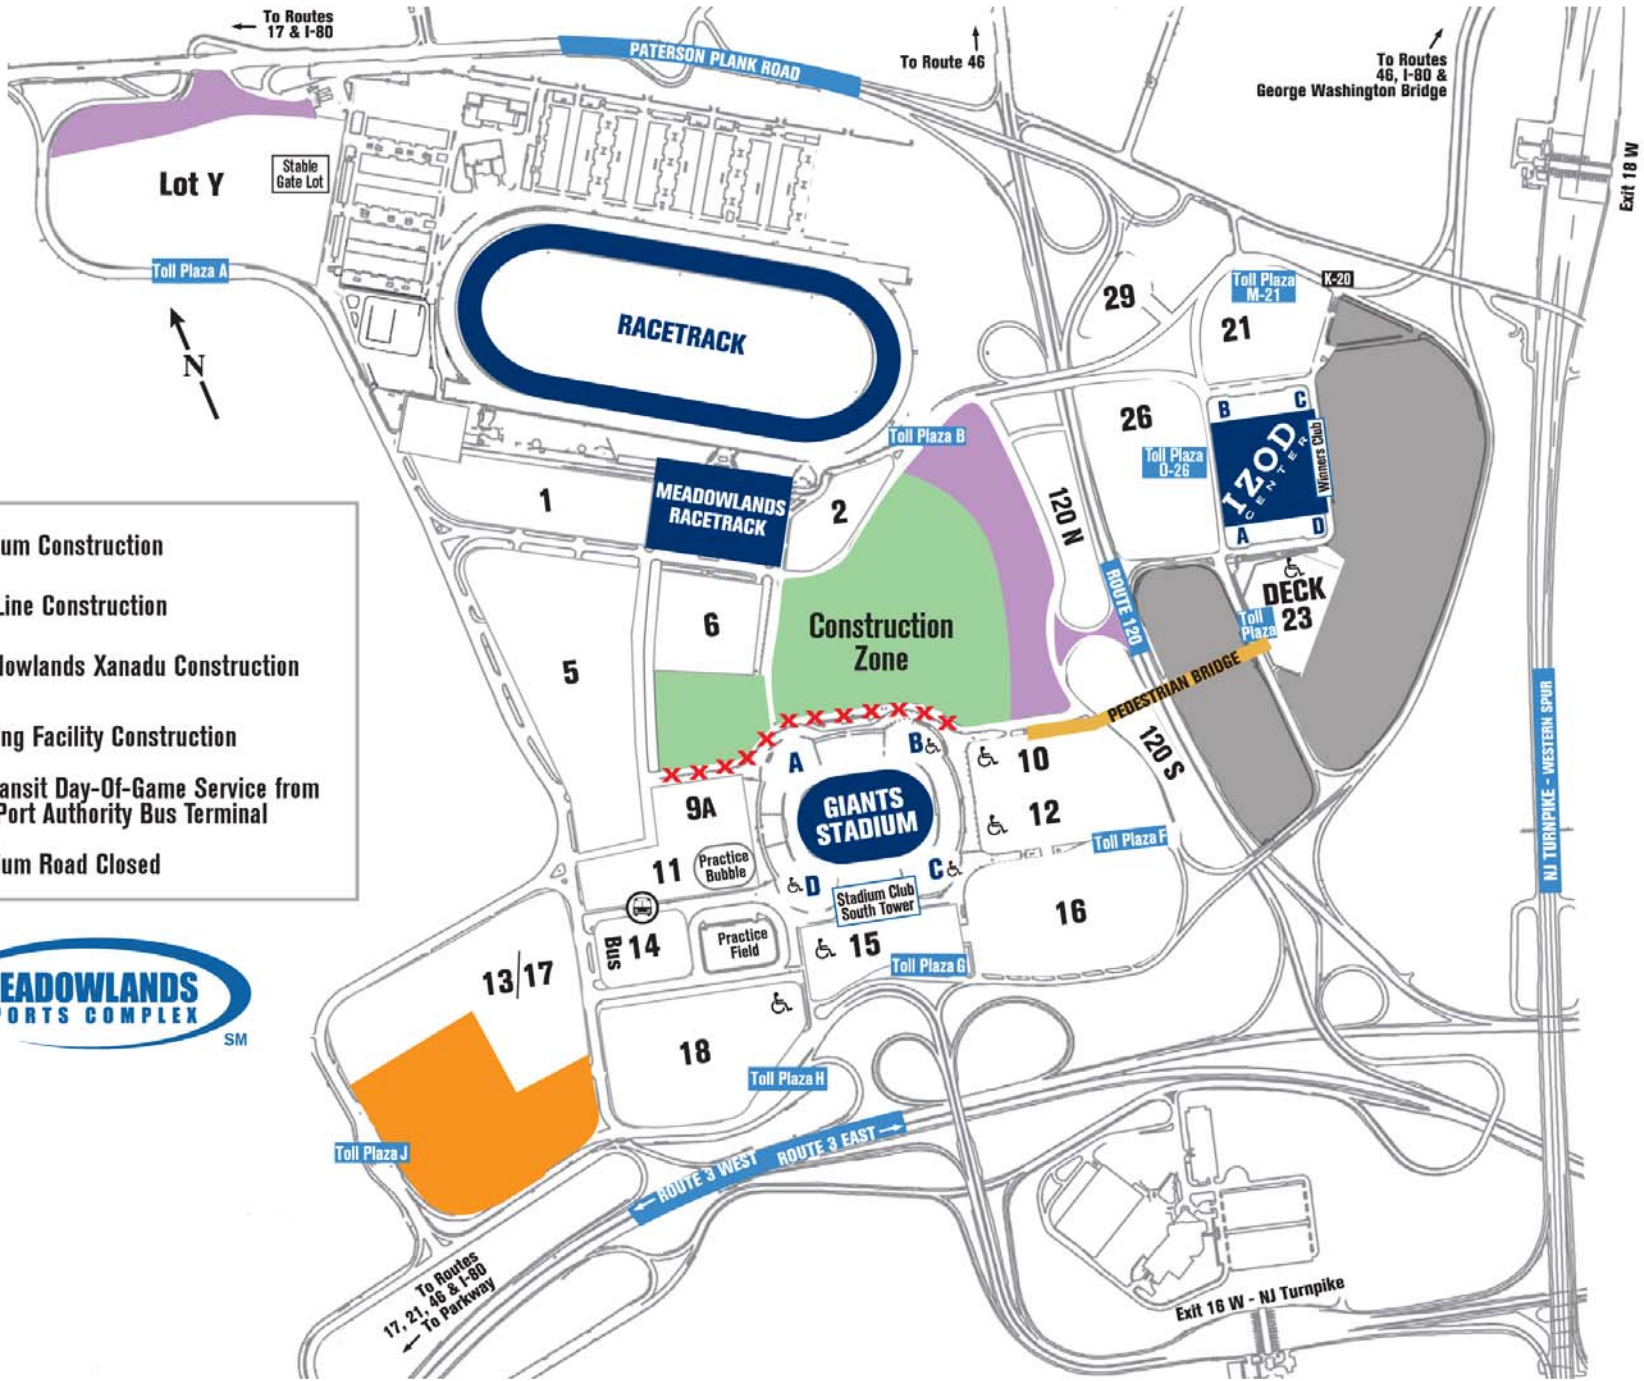 To Routes
17 & I-80
PATERSON PLANK ROAD
To Route 46
To Routes
46, I-80 &
George Washington Bridge
Exit 18 W
Lot Y
Stable
Gate Lot
Toll Plaza A
N
RACETRACK
29
Toll Plaza
M-21
K-20
21
Toll Plaza B
26
Toll Plaza
O-26
B
C
IZOD
CENTER
Winners Club
A
D
1
MEADOWLANDS
RACETRACK
2
120 N
ROUTE 120
DECK
23
Toll
Plaza
PEDESTRIAN BRIDGE
um Construction
Line Construction
lowlands Xanadu Construction
ng Facility Construction
ransit Day-Of-Game Service from
Port Authority Bus Terminal
um Road Closed
6
Construction
Zone
5
X X X X X X X X X X X X
A
B
10
120 S
NJ TURNPIKE - WESTERN SPUR
9A
GIANTS
STADIUM
12
Toll Plaza F
11
Practice
Bubble
D
C
Stadium Club
South Tower
16
Bus
14
Practice
Field
15
Toll Plaza G
13/17
EADOWLANDS
PORTS COMPLEX
SM
18
Toll Plaza H
Toll Plaza J
ROUTE 3 WEST
ROUTE 3 EAST
To Routes
17, 21, 46 & I-80
To Parkway
Exit 16 W - NJ Turnpike